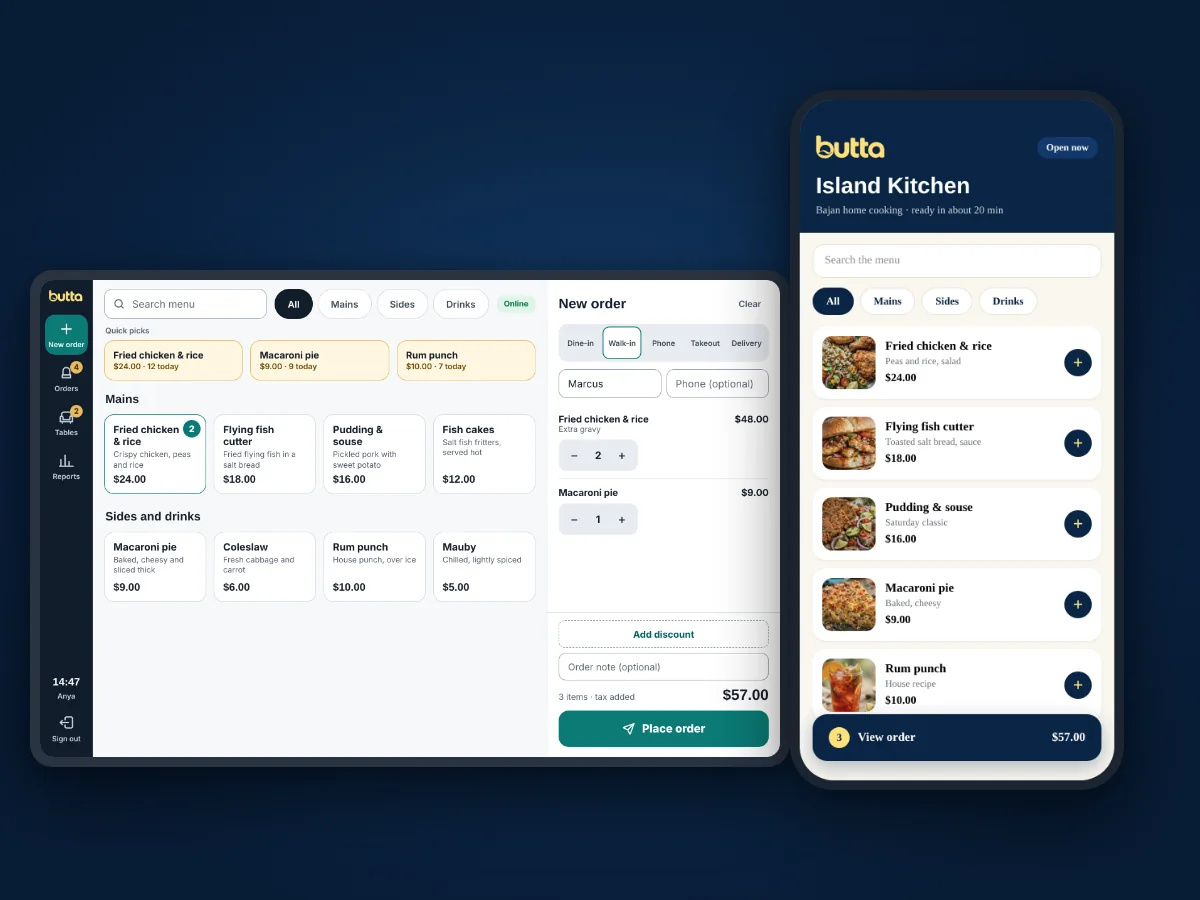 butta
New order
4
Orders
2
Tables
Reports
14:47
Anya
Sign out
Search menu
All
Mains
Sides
Drinks
Online
Quick picks
Fried chicken & rice
$24.00 · 12 today
Macaroni pie
$9.00 · 9 today
Rum punch
$10.00 · 7 today
Mains
Fried chicken
& rice
2
Crispy chicken, peas
and rice
$24.00
Flying fish
cutter
Fried flying fish in a
salt bread
$18.00
Pudding &
souse
Pickled pork with
sweet potato
$16.00
Fish cakes
Salt fish fritters,
served hot
$12.00
Sides and drinks
Macaroni pie
Baked, cheesy and
sliced thick
$9.00
Coleslaw
Fresh cabbage and
carrot
$6.00
Rum punch
House punch, over ice
$10.00
Mauby
Chilled, lightly spiced
$5.00
New order
Clear
Dine-in
Walk-in
Phone
Takeout
Delivery
Marcus
Phone (optional)
Fried chicken & rice
$48.00
Extra gravy
− 2 +
Macaroni pie
$9.00
− 1 +
Add discount
Order note (optional)
3 items · tax added
$57.00
Place order
butta
Open now
Island Kitchen
Bajan home cooking · ready in about 20 min
Search the menu
All
Mains
Sides
Drinks
Fried chicken & rice
Peas and rice, salad
$24.00
+
Flying fish cutter
Toasted salt bread, sauce
$18.00
+
Pudding & souse
Saturday classic
$16.00
+
Macaroni pie
Baked, cheesy
$9.00
+
Rum punch
House recipe
$10.00
+
3
View order
$57.00